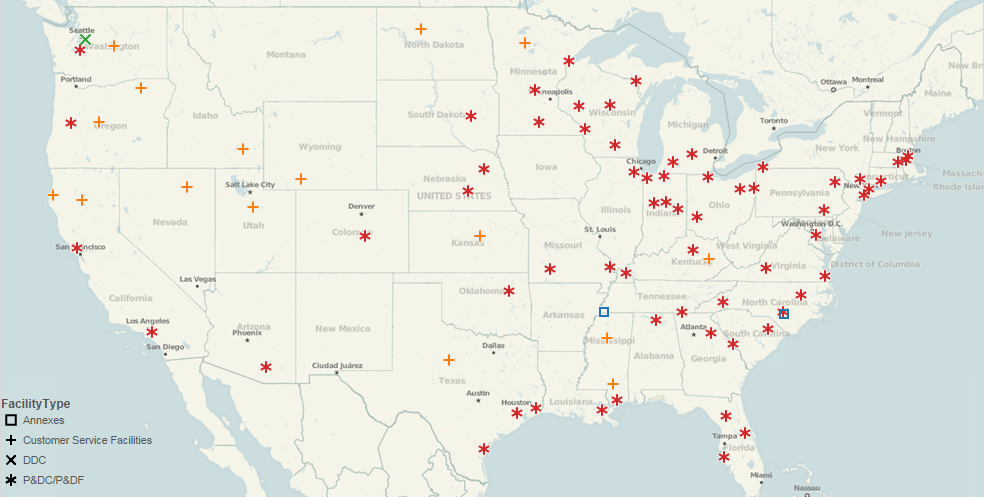 Seattle
Washington
North Dakota
Montana
Minnesota
Ottawa
Montreal
New Br
Maine
Portland
neapolis
Wisconsin
Vermont
Oregon
Idaho
South Dakota
Toronto
Michigan
New Hampshire
Wyoming
Detroit
New York
Boston
Iowa
Chicago
Massach
Salt Lake City
Nebraska
UNITED STATES
Pennsylvania
Rhode Islan
Nevada
Utah
Denver
Colorado
Illinois
Indiana
Ohio
Washington D.C.
New Jersey
San Francisco
Kansas
Missouri
St. Louis
West Virginia
Delaware
Kentucky
Virginia
District of Columbia
Las Vegas
California
Oklahoma
Tennessee
North Carolina
Los Angeles
Arizona
New Mexico
Arkansas
Phoenix
Atlanta
South Carolina
San Diego
Dallas
Mississippi
Alabama
Georgia
Ciudad Juárez
Texas
Austin
Houston
Louisiana
FacilityType
Annexes
Customer Service Facilities
DDC
P&DC/P&DF
Tampa
Florida
Miami
Nassau